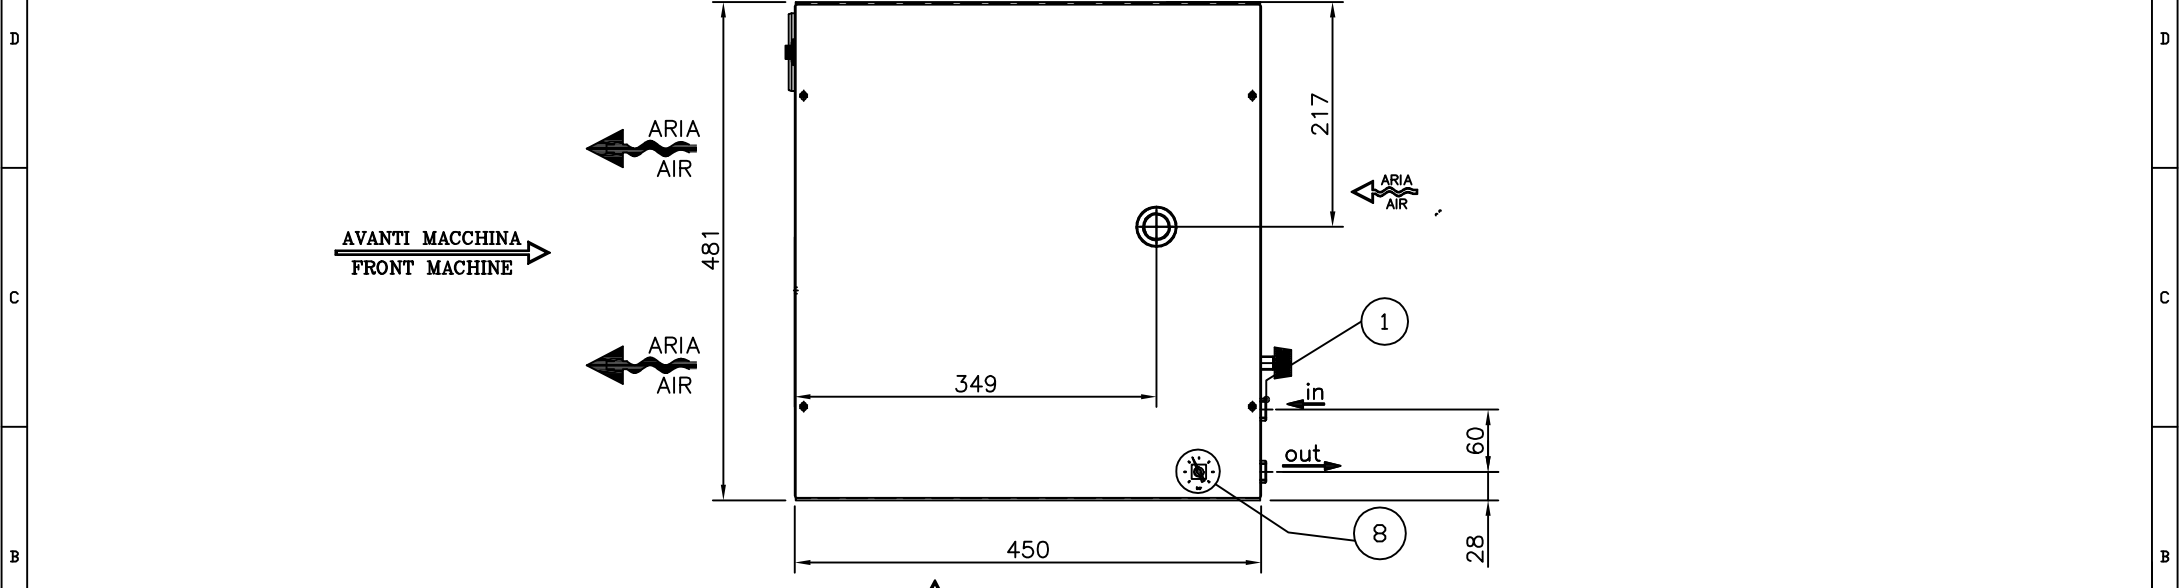 D
D
217
ARIA
AIR
ARIA
AIR
AVANTI MACCHINA
FRONT MACHINE
481
C
C
1
ARIA
AIR
349
in
60
out
8
450
28
B
B